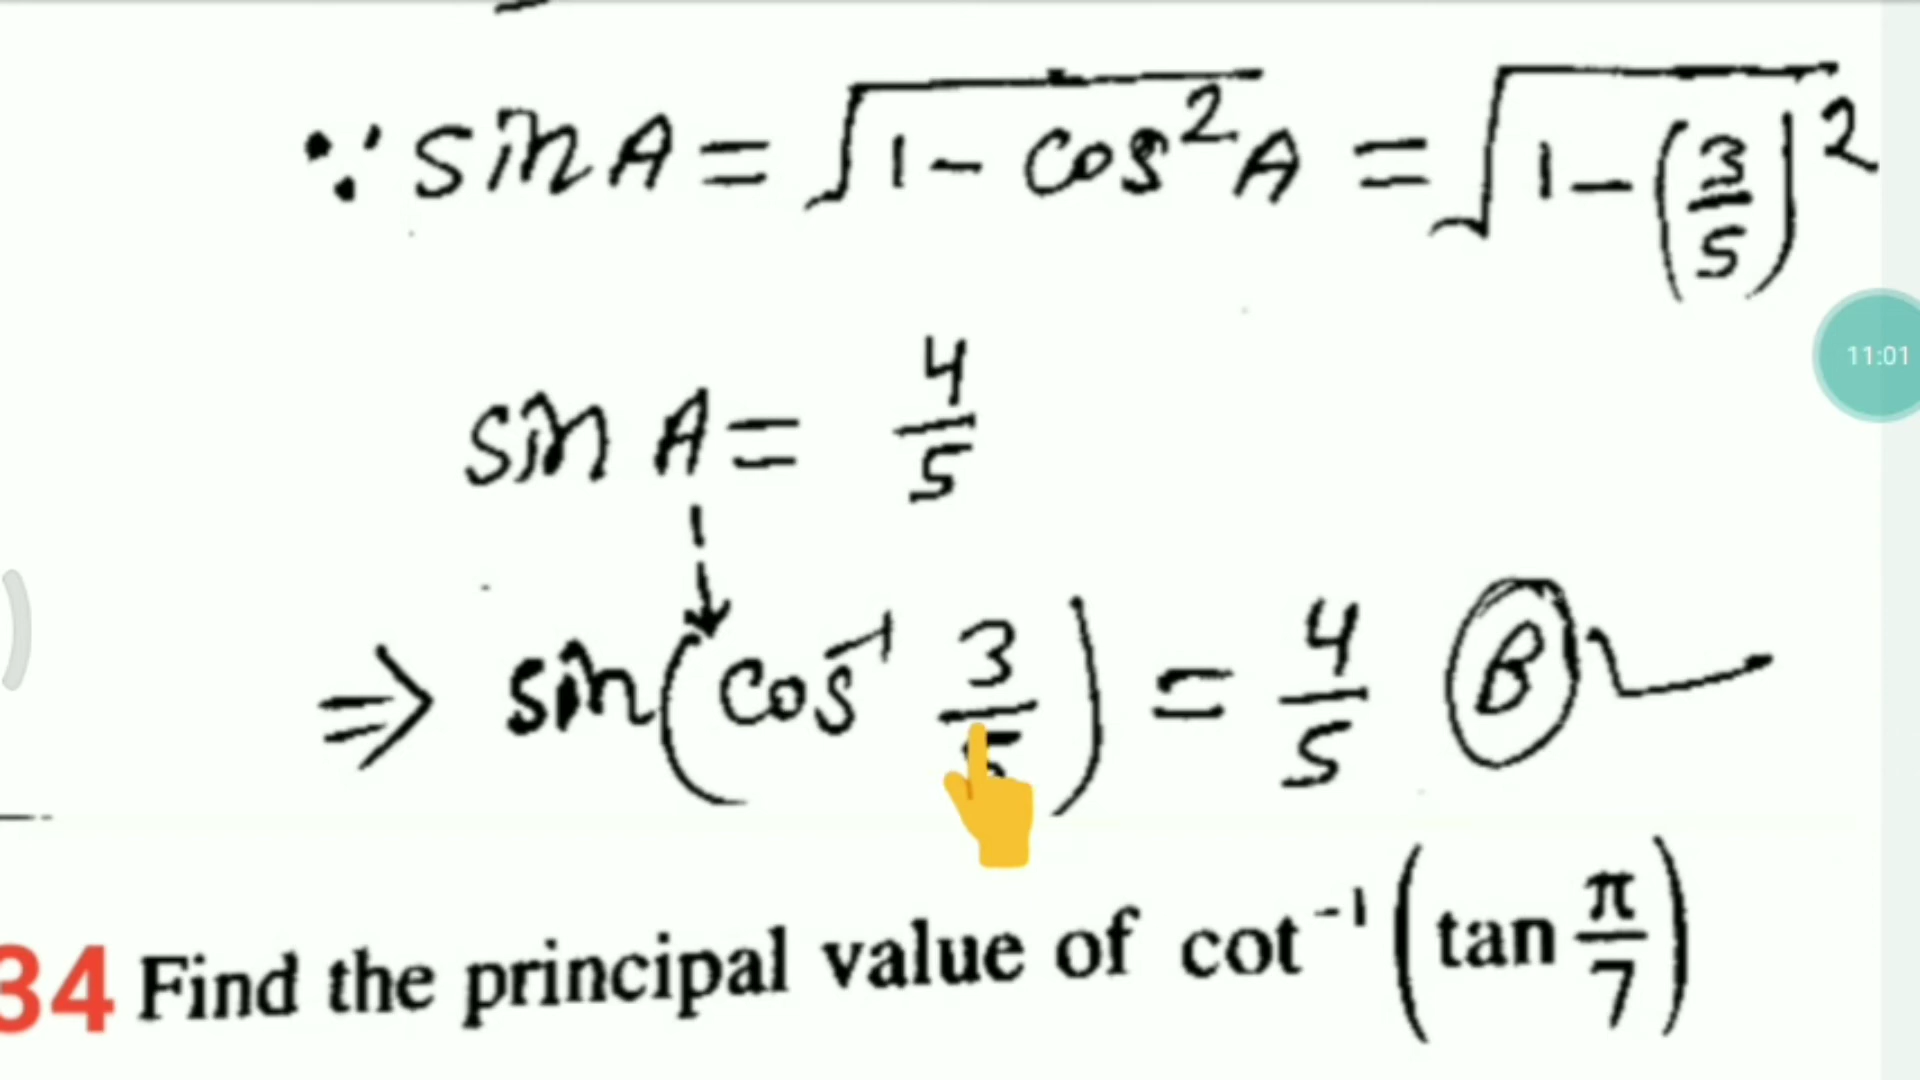 ∵ sin A = √(1 - cos²A) = √(1 - (3/5)²)
11:01
sin A = 4/5
⇒ sin(cos⁻¹ 3/5) = 4/5 B
34 Find the principal value of cot⁻¹(tan π/7)